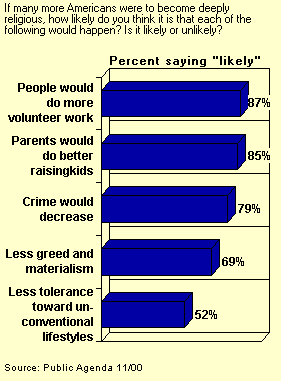 If many more Americans were to become deeply
religious, how likely do you think it is that each of the
following would happen? Is it likely or unlikely?
Percent saying "likely"
People would
do more
volunteer work
87%
Parents would
do better
raisingkids
85%
Crime would
decrease
79%
Less greed and
materialism
69%
Less tolerance
toward un-
conventional
lifestyles
52%
Source: Public Agenda 11/00